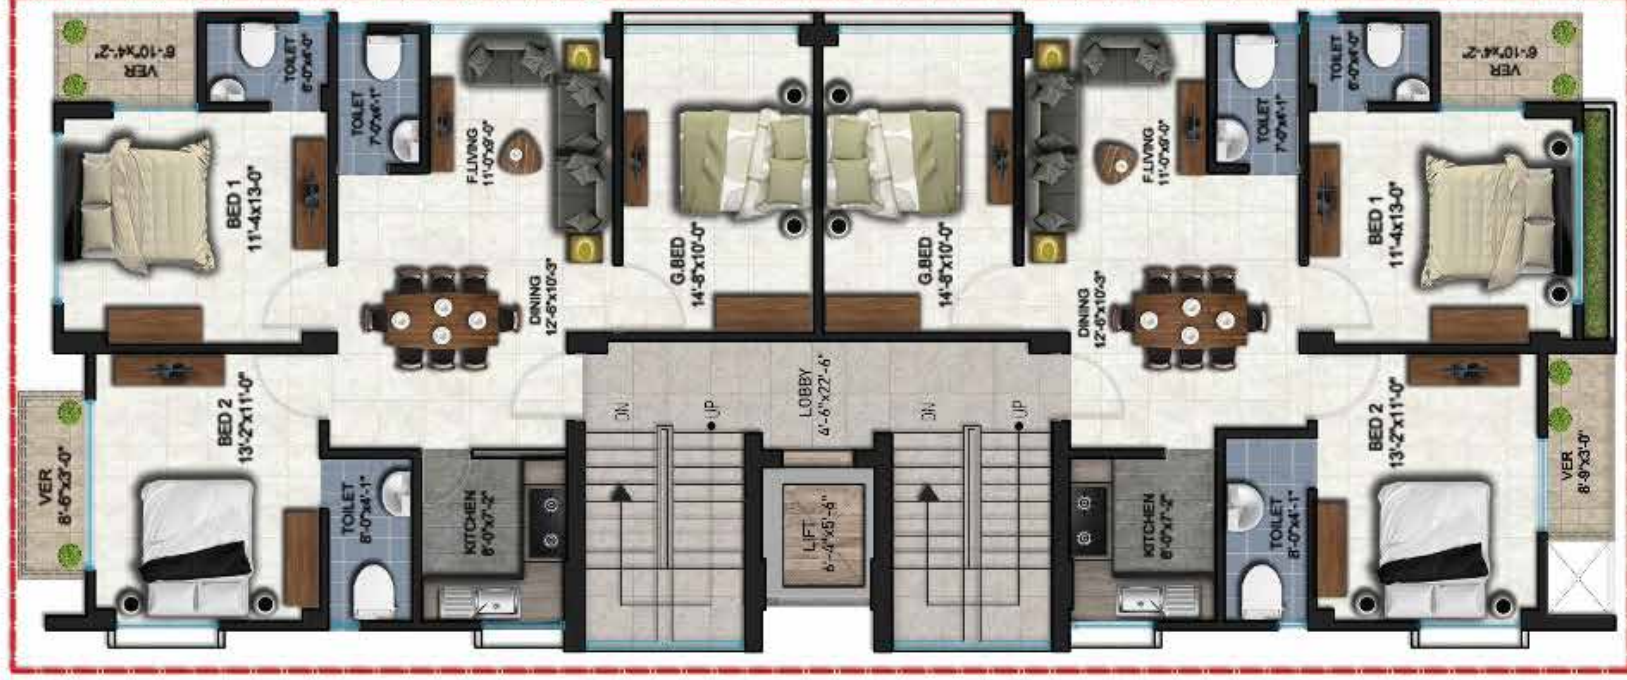 VER
6'-10"x4'-2"
TOILET
6'-0"x4'-0"
TOILET
7'-0"x4'-1"
F.LIVING
11'-0"x9'-0"
BED 1
11'-4x13-0"
G.BED
14'-8"x10'-0"
DINING
12'-6"x10'-3"
G.BED
14'-8"x10'-0"
F.LIVING
11'-0"x9'-0"
TOILET
7'-0"x4'-1"
TOILET
6'-0"x4'-0"
VER
6'-10"x4'-2"
BED 1
11'-4x13-0"
DINING
12'-6"x10'-3"
VER
8'-6"x3'-0"
BED 2
13'-2"x11'-0"
TOILET
8'-0"x4'-1"
KITCHEN
8'-0"x7'-2"
DN
UP
LOBBY
4'-6"x22'-6"
LIFT
6'-4"x5'-6"
DN
UP
KITCHEN
8'-0"x7'-2"
TOILET
8'-0"x4'-1"
BED 2
13'-2"x11'-0"
VER
8'-9"x3'-0"